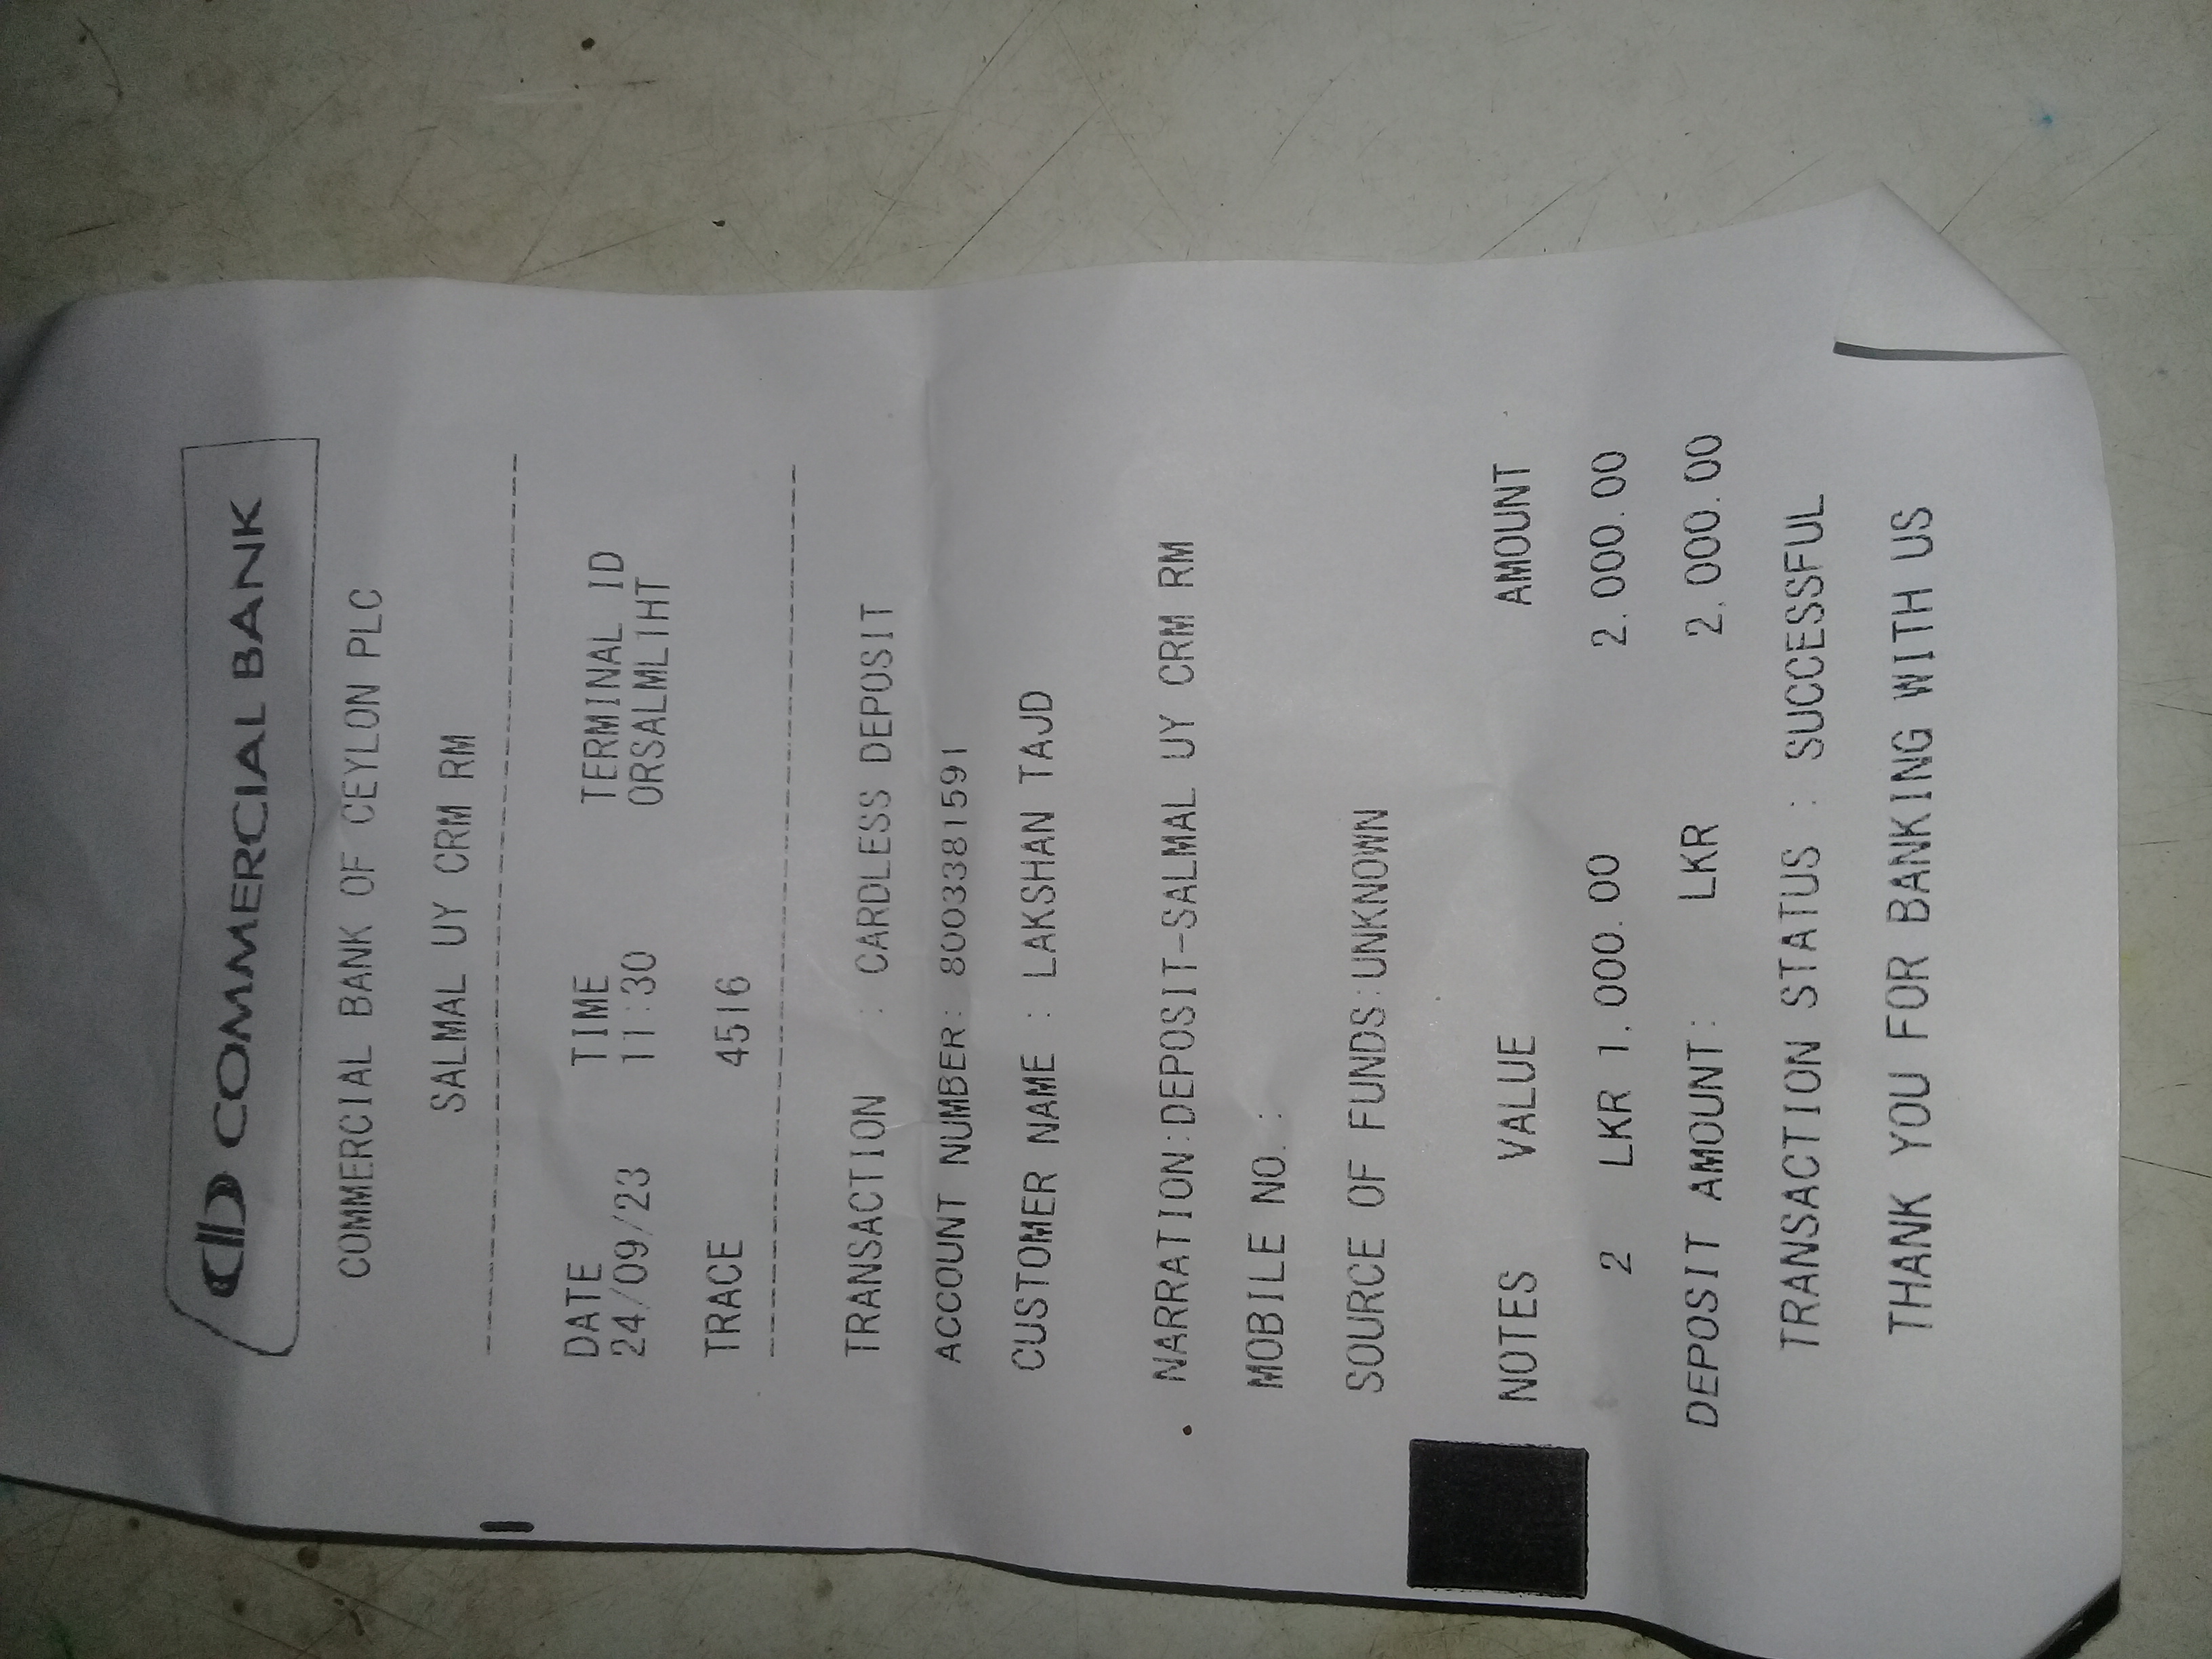 COMMERCIAL BANK
COMMERCIAL BANK OF CEYLON PLC
SALMAL UY CRM RM
DATE TIME TERMINAL ID
24/09/23 11:30 ORSALML1HT
TRACE 4516
TRANSACTION : CARDLESS DEPOSIT
ACCOUNT NUMBER: 8003381591
CUSTOMER NAME : LAKSHAN TAJD
NARRATION:DEPOSIT-SALMAL UY CRM RM
MOBILE NO.:
SOURCE OF FUNDS:UNKNOWN
NOTES VALUE AMOUNT
2 LKR 1,000.00 2,000.00
DEPOSIT AMOUNT: LKR 2,000.00
TRANSACTION STATUS : SUCCESSFUL
THANK YOU FOR BANKING WITH US